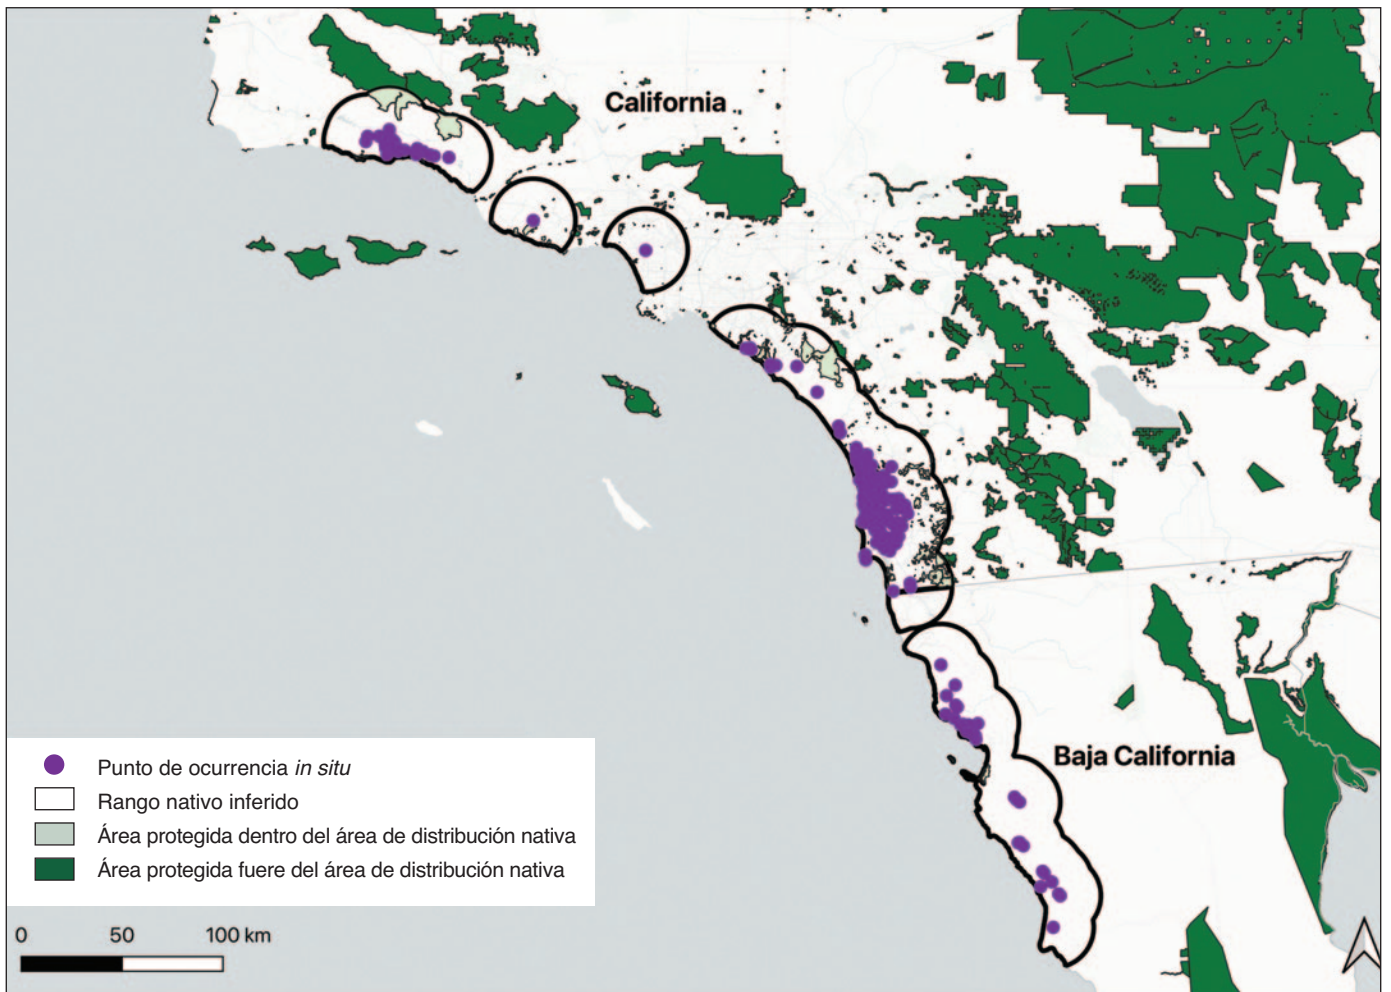 California
Baja California
Punto de ocurrencia in situ
Rango nativo inferido
Área protegida dentro del área de distribución nativa
Área protegida fuere del área de distribución nativa
0 50 100 km